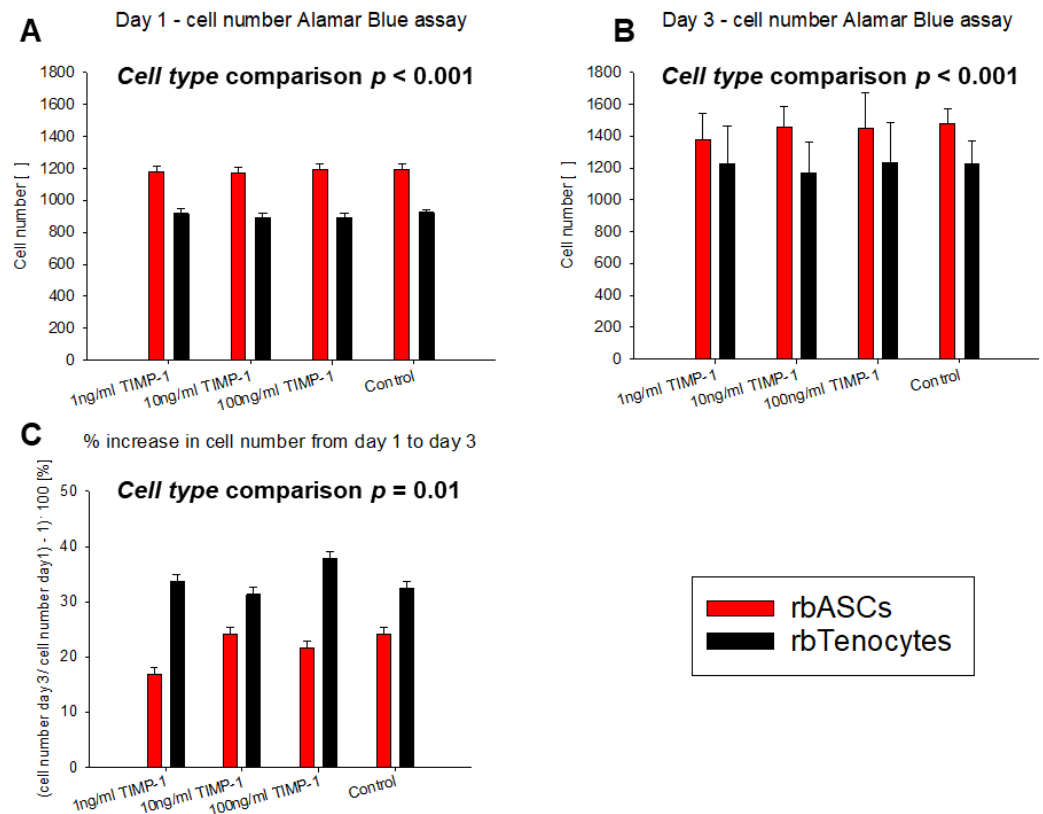 A
Day 1 - cell number Alamar Blue assay
Cell type comparison p < 0.001
Cell number [ ]
1800
1600
1400
1200
1000
800
600
400
200
0
1ng/ml TIMP-1
10ng/ml TIMP-1
100ng/ml TIMP-1
Control
B
Day 3 - cell number Alamar Blue assay
Cell type comparison p < 0.001
Cell number [ ]
1800
1600
1400
1200
1000
800
600
400
200
0
1ng/ml TIMP-1
10ng/ml TIMP-1
100ng/ml TIMP-1
Control
C
% increase in cell number from day 1 to day 3
Cell type comparison p = 0.01
(cell number day 3/ cell number day1) - 1)· 100 [%]
50
40
30
20
10
0
1ng/ml TIMP-1
10ng/ml TIMP-1
100ng/ml TIMP-1
Control
rbASCs
rbTenocytes